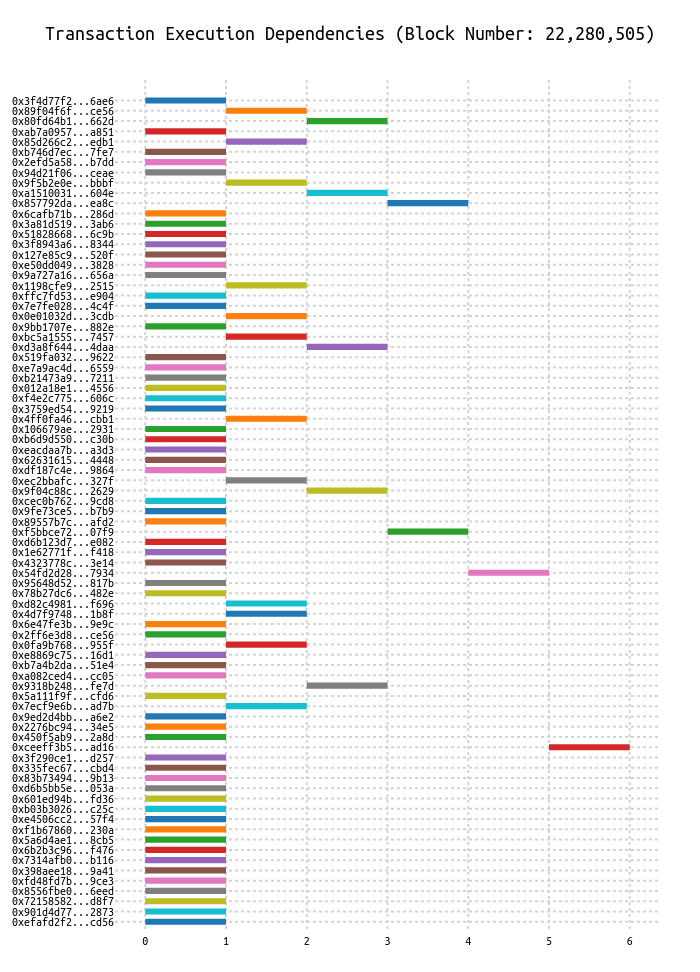 Transaction Execution Dependencies (Block Number: 22,280,505)
0x3f4d77f2...6ae6
0x89f04f6f...ce56
0x80fd64b1...662d
0xab7a0957...a851
0x85d266c2...edb1
0xb746d7ec...7fe7
0x2efd5a58...b7dd
0x94d21f06...ceae
0x9f5b2e0e...bbbf
0xa1510031...604e
0x857792da...ea8c
0x6cafb71b...286d
0x3a81d519...3ab6
0x51828668...6c9b
0x3f8943a6...8344
0x127e85c9...520f
0xe50dd049...3828
0x9a727a16...656a
0x1198cfe9...2515
0xffc7fd53...e904
0x7e7fe028...4c4f
0x0e01032d...3cdb
0x9bb1707e...882e
0xbc5a1555...7457
0xd3a8f644...4daa
0x519fa032...9622
0xe7a9ac4d...6559
0xb21473a9...7211
0x012a18e1...4556
0xf4e2c775...606c
0x3759ed54...9219
0x4ff0fa46...cbb1
0x106679ae...2931
0xb6d9d550...c30b
0xeacdaa7b...a3d3
0x62631615...4448
0xdf187c4e...9864
0xec2bbafc...327f
0x9f04c88c...2629
0xcec0b762...9cd8
0x9fe73ce5...b7b9
0x89557b7c...afd2
0xf5bbce72...07f9
0xd6b123d7...e082
0x1e62771f...f418
0x4323778c...3e14
0x54fd2d28...7934
0x95648d52...817b
0x78b27dc6...482e
0xd82c4981...f696
0x4d7f9748...1b8f
0x6e47fe3b...9e9c
0x2ff6e3d8...ce56
0x0fa9b768...955f
0xe8869c75...16d1
0xb7a4b2da...51e4
0xa082ced4...cc05
0x9318b248...fe7d
0x5a111f9f...cfd6
0x7ecf9e6b...ad7b
0x9ed2d4bb...a6e2
0x2276bc94...34e5
0x450f5ab9...2a8d
0xceeff3b5...ad16
0x3f290ce1...d257
0x335fec67...cbd4
0x83b73494...9b13
0xd6b5bb5e...053a
0x601ed94b...fd36
0xb03b3026...c25c
0xe4506cc2...57f4
0xf1b67860...230a
0x5a6d4ae1...8cb5
0x6b2b3c96...f476
0x7314afb0...b116
0x398aee18...9a41
0xfd48fd7b...9ce3
0x8556fbe0...6eed
0x72158582...d8f7
0x901d4d77...2873
0xefafd2f2...cd56
0 1 2 3 4 5 6